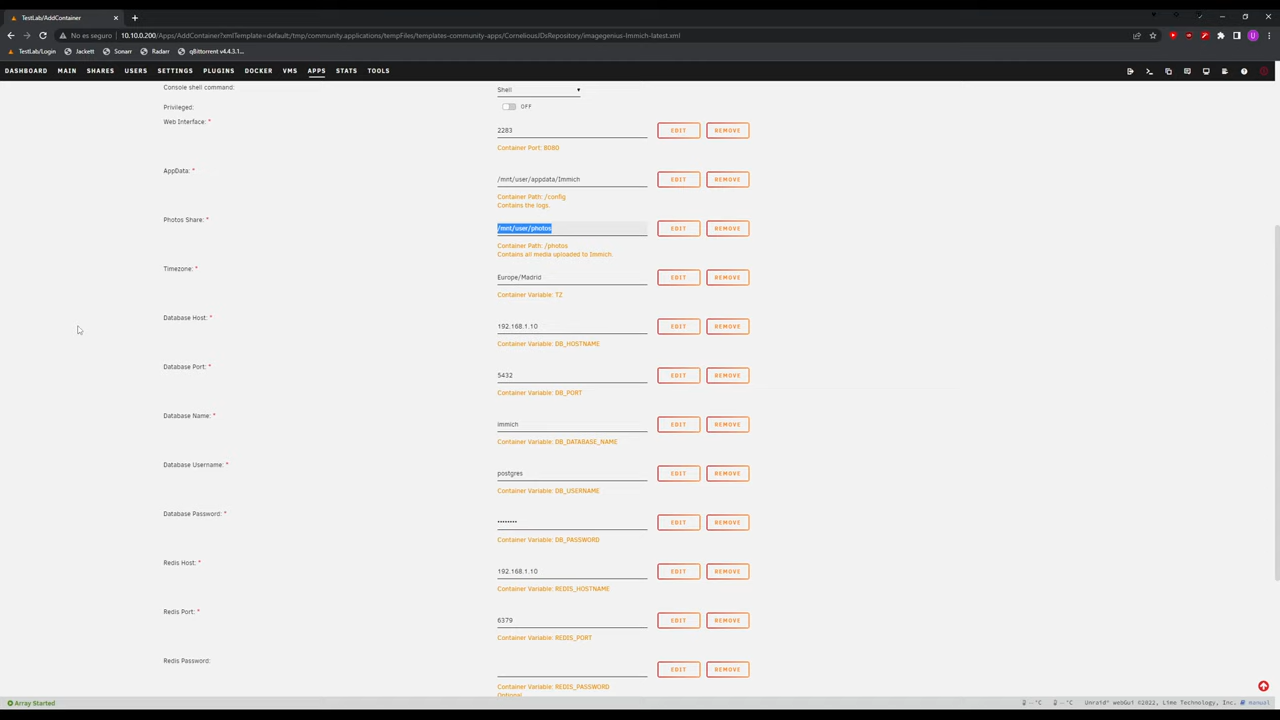 TestLab/AddContainer
No es seguro
10.10.0.200/Apps/AddContainer?xmlTemplate=default:/tmp/community.applications/tempFiles/templates-community-apps/CorneliousJDsRepository/imagegenius-Immich-latest.xml
TestLab/Login Jackett Sonarr Radarr qBittorrent v4.4.3.1...
DASHBOARD MAIN SHARES USERS SETTINGS PLUGINS DOCKER VMS APPS STATS TOOLS
Console shell command: Shell
Privileged: OFF
Web Interface: * 2283 EDIT REMOVE
Container Port: 8080
AppData: * /mnt/user/appdata/Immich EDIT REMOVE
Container Path: /config
Contains the logs.
Photos Share: * /mnt/user/photos EDIT REMOVE
Container Path: /photos
Contains all media uploaded to Immich.
Timezone: * Europe/Madrid EDIT REMOVE
Container Variable: TZ
Database Host: * 192.168.1.10 EDIT REMOVE
Container Variable: DB_HOSTNAME
Database Port: * 5432 EDIT REMOVE
Container Variable: DB_PORT
Database Name: * immich EDIT REMOVE
Container Variable: DB_DATABASE_NAME
Database Username: * postgres EDIT REMOVE
Container Variable: DB_USERNAME
Database Password: * •••••••• EDIT REMOVE
Container Variable: DB_PASSWORD
Redis Host: * 192.168.1.10 EDIT REMOVE
Container Variable: REDIS_HOSTNAME
Redis Port: * 6379 EDIT REMOVE
Container Variable: REDIS_PORT
Redis Password: EDIT REMOVE
Container Variable: REDIS_PASSWORD
Optional
Array Started -- °C -- °C Unraid® webGui ©2022, Lime Technology, Inc. manual